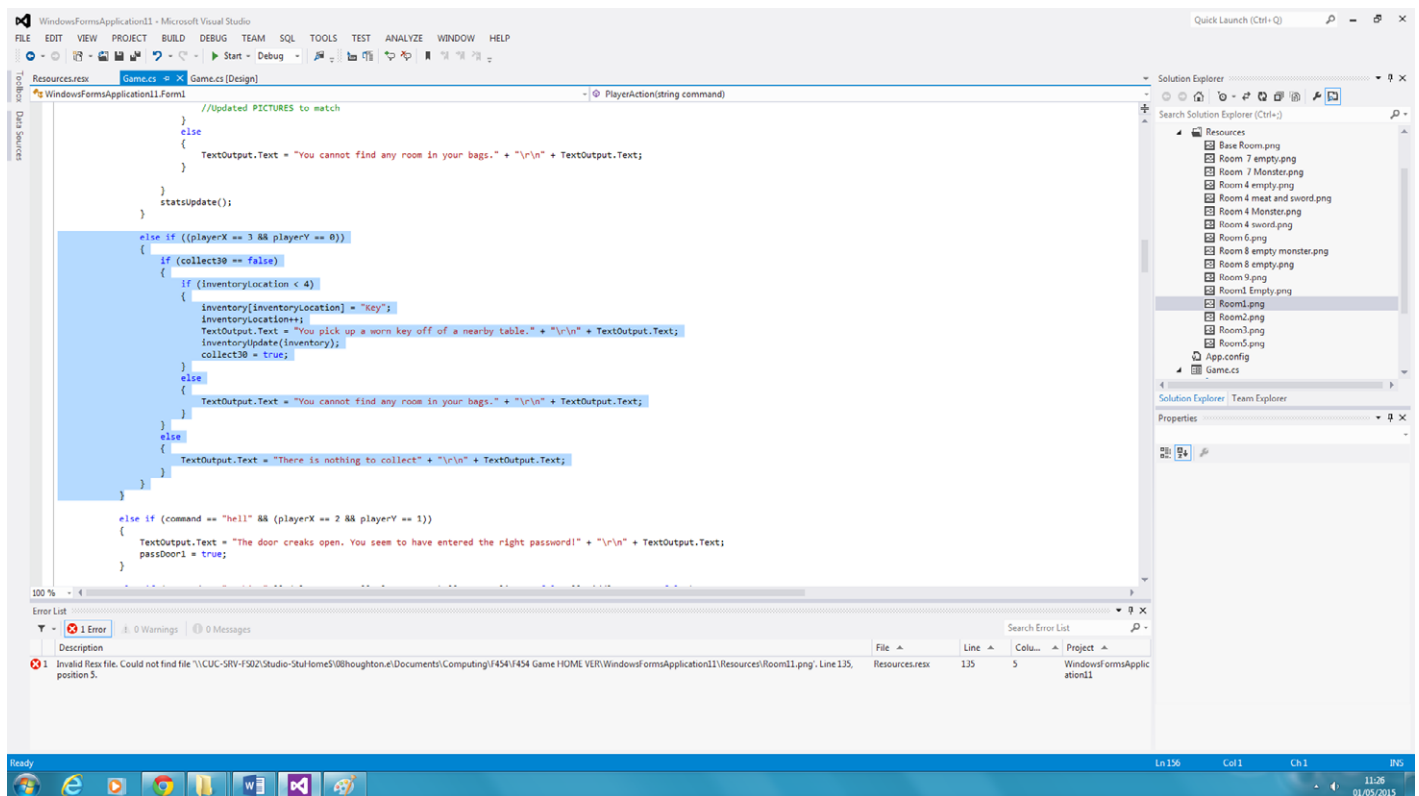 WindowsFormsApplication11 - Microsoft Visual Studio
Quick Launch (Ctrl+Q)
FILE EDIT VIEW PROJECT BUILD DEBUG TEAM SQL TOOLS TEST ANALYZE WINDOW HELP
Start Debug
Toolbox
Data Sources
Resources.resx Game.cs Game.cs [Design]
WindowsFormsApplication11.Form1 PlayerAction(string command)
//Updated PICTURES to match
}
else
{
TextOutput.Text = "You cannot find any room in your bags." + "\r\n" + TextOutput.Text;
}
}
statsUpdate();
}
else if ((playerX == 3 && playerY == 0))
{
if (collect30 == false)
{
if (inventoryLocation < 4)
{
inventory[inventoryLocation] = "Key";
inventoryLocation++;
TextOutput.Text = "You pick up a worn key off of a nearby table." + "\r\n" + TextOutput.Text;
inventoryUpdate(inventory);
collect30 = true;
}
else
{
TextOutput.Text = "You cannot find any room in your bags." + "\r\n" + TextOutput.Text;
}
}
else
{
TextOutput.Text = "There is nothing to collect" + "\r\n" + TextOutput.Text;
}
}
}
else if (command == "hell" && (playerX == 2 && playerY == 1))
{
TextOutput.Text = "The door creaks open. You seem to have entered the right password!" + "\r\n" + TextOutput.Text;
passDoor1 = true;
}
100 %
Solution Explorer
Search Solution Explorer (Ctrl+;)
Resources
Base Room.png
Room 7 empty.png
Room 7 Monster.png
Room 4 empty.png
Room 4 meat and sword.png
Room 4 Monster.png
Room 4 sword.png
Room 6.png
Room 8 empty monster.png
Room 8 empty.png
Room 9.png
Room1 Empty.png
Room1.png
Room2.png
Room3.png
Room5.png
App.config
Game.cs
Solution Explorer Team Explorer
Properties
Error List
1 Error 0 Warnings 0 Messages
Search Error List
Description File Line Colu... Project
1 Invalid Resx file. Could not find file '\\CUC-SRV-FS02\Studio-StuHomeS\08houghton.e\Documents\Computing\F454\F454 Game HOME VER\WindowsFormsApplication11\Resources\Room11.png'. Line 135, position 5. Resources.resx 135 5 WindowsFormsApplication11
Ready Ln 156 Col 1 Ch 1 INS
11:26
01/05/2015